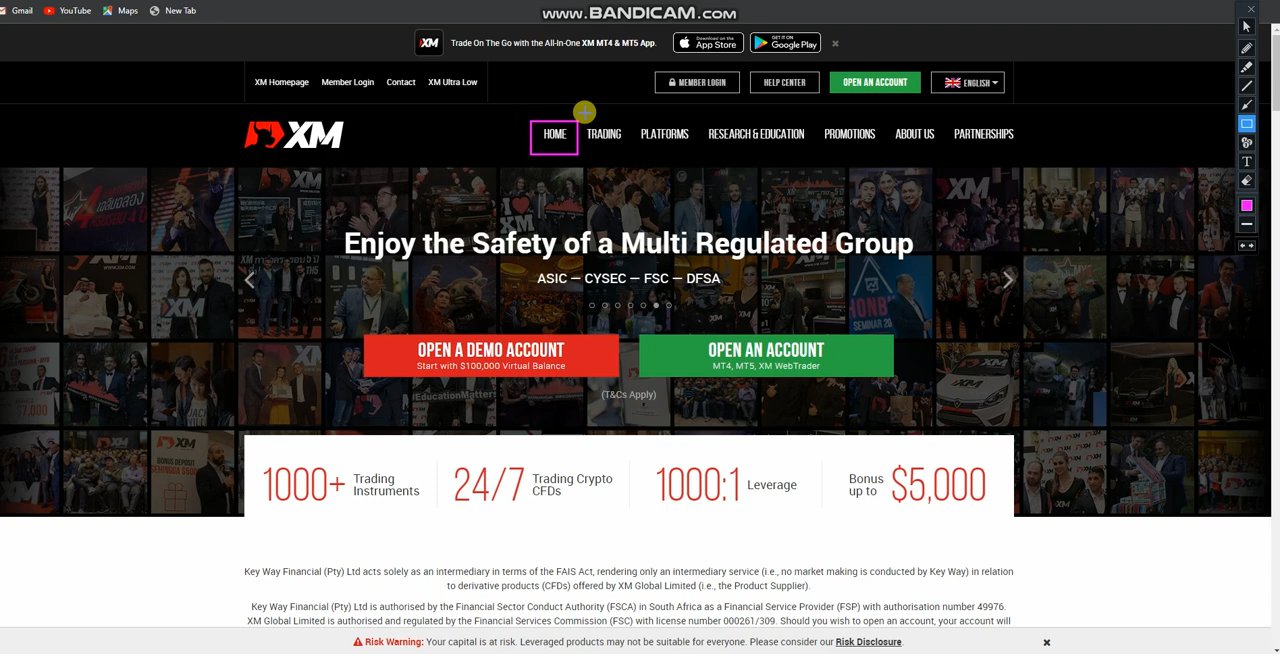 Gmail YouTube Maps New Tab
www.BANDICAM.com
XM Trade On The Go with the All-In-One XM MT4 & MT5 App. Download on the App Store GET IT ON Google Play
XM Homepage Member Login Contact XM Ultra Low MEMBER LOGIN HELP CENTER OPEN AN ACCOUNT ENGLISH
XM HOME TRADING PLATFORMS RESEARCH & EDUCATION PROMOTIONS ABOUT US PARTNERSHIPS
Enjoy the Safety of a Multi Regulated Group
ASIC — CYSEC — FSC — DFSA
OPEN A DEMO ACCOUNT
Start with $100,000 Virtual Balance
OPEN AN ACCOUNT
MT4, MT5, XM WebTrader
(T&Cs Apply)
1000+ Trading Instruments
24/7 Trading Crypto CFDs
1000:1 Leverage
Bonus up to $5,000
Key Way Financial (Pty) Ltd acts solely as an intermediary in terms of the FAIS Act, rendering only an intermediary service (i.e., no market making is conducted by Key Way) in relation
to derivative products (CFDs) offered by XM Global Limited (i.e., the Product Supplier).
Key Way Financial (Pty) Ltd is authorised by the Financial Sector Conduct Authority (FSCA) in South Africa as a Financial Service Provider (FSP) with authorisation number 49976.
XM Global Limited is authorised and regulated by the Financial Services Commission (FSC) with license number 000261/309. Should you wish to open an account, your account will
Risk Warning: Your capital is at risk. Leveraged products may not be suitable for everyone. Please consider our Risk Disclosure.